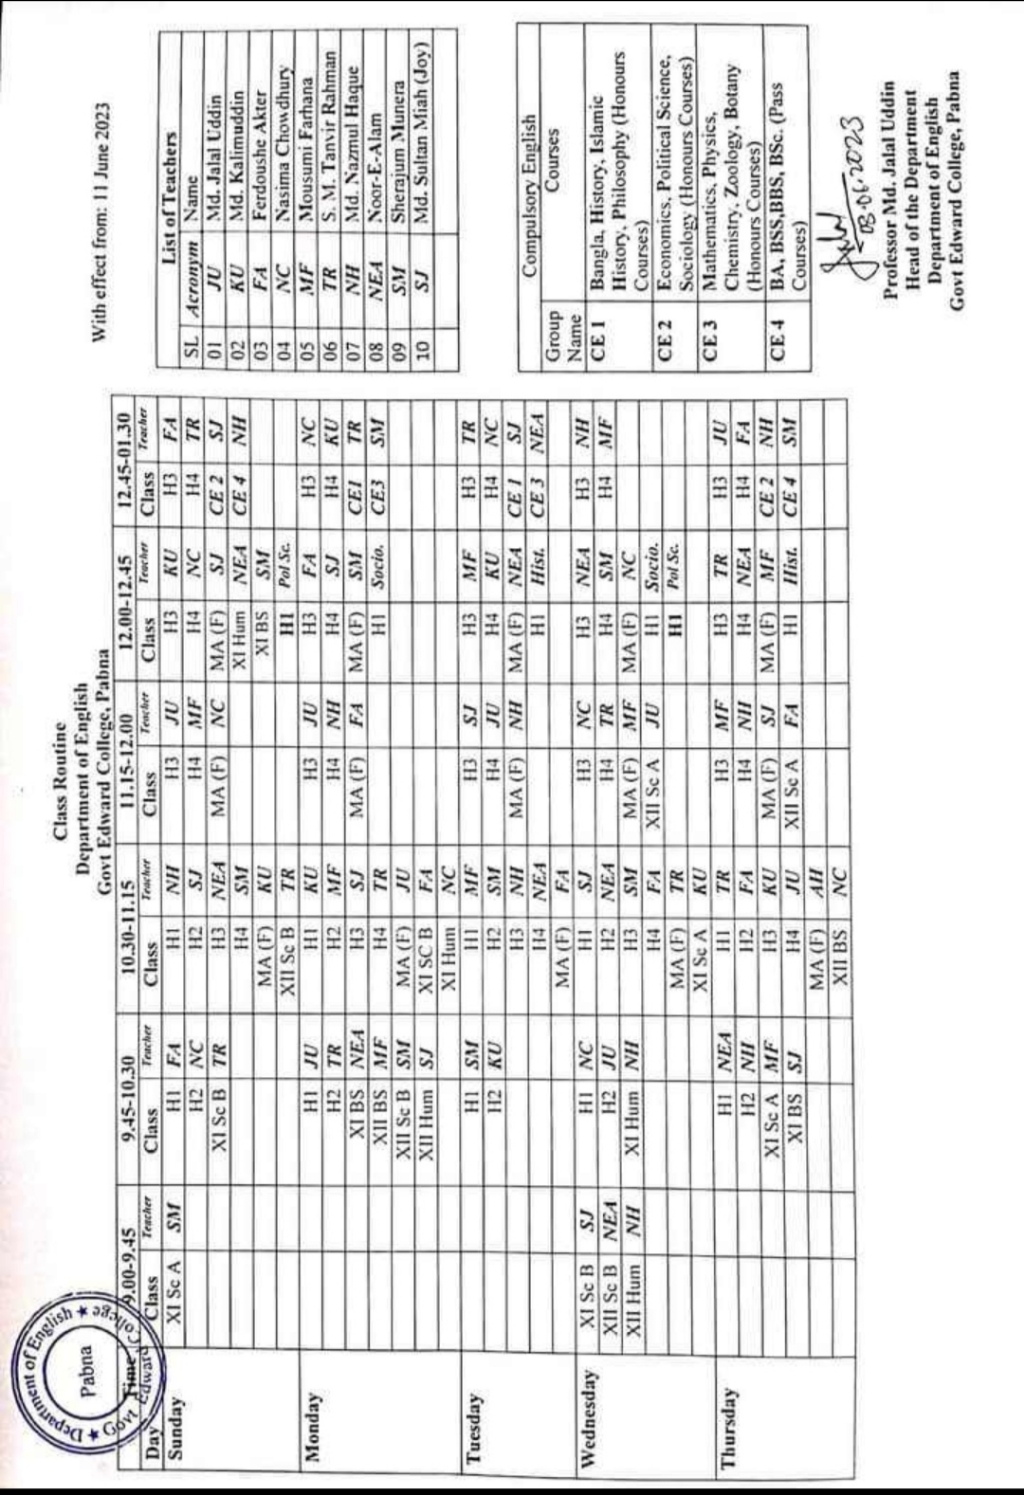 Class Routine
Department of English
Govt Edward College, Pabna
Department of English ★ Govt Edward College ★
Pabna
Time 9.00-9.45 9.45-10.30 10.30-11.15 11.15-12.00 12.00-12.45 12.45-01.30
Day Class Teacher Class Teacher Class Teacher Class Teacher Class Teacher Class Teacher
Sunday XI Sc A SM H1 FA H1 NH H3 JU H3 KU H3 FA
H2 NC H2 SJ H4 MF H4 NC H4 TR
XI Sc B TR H3 NEA MA (F) NC MA (F) SJ CE 2 SJ
H4 SM XI Hum NEA CE 4 NH
MA (F) KU XI BS SM
XII Sc B TR H1 Pol Sc.
Monday H1 JU H1 KU H3 JU H3 FA H3 NC
H2 TR H2 MF H4 NH H4 SJ H4 KU
XI BS NEA H3 SJ MA (F) FA MA (F) SM CE1 TR
XII BS MF H4 TR H1 Socio. CE3 SM
XII Sc B SM MA (F) JU
XII Hum SJ XI SC B FA
XI Hum NC
Tuesday H1 SM H1 MF H3 SJ H3 MF H3 TR
H2 KU H2 SM H4 JU H4 KU H4 NC
H3 NH MA (F) NH MA (F) NEA CE 1 SJ
H4 NEA H1 Hist. CE 3 NEA
MA (F) FA
Wednesday XI Sc B SJ H1 NC H1 SJ H3 NC H3 NEA H3 NH
XII Sc B NEA H2 JU H2 NEA H4 TR H4 SM H4 MF
XII Hum NH XI Hum NH H3 SM MA (F) MF MA (F) NC
H4 FA XII Sc A JU H1 Socio.
MA (F) TR H1 Pol Sc.
XI Sc A KU
Thursday H1 NEA H1 TR H3 MF H3 TR H3 JU
H2 NH H2 FA H4 NH H4 NEA H4 FA
XI Sc A MF H3 KU MA (F) SJ MA (F) MF CE 2 NH
XI BS SJ H4 JU XII Sc A FA H1 Hist. CE 4 SM
MA (F) AH
XII BS NC
With effect from: 11 June 2023
List of Teachers
SL Acronym Name
01 JU Md. Jalal Uddin
02 KU Md. Kalimuddin
03 FA Ferdoushe Akter
04 NC Nasima Chowdhury
05 MF Mousumi Farhana
06 TR S. M. Tanvir Rahman
07 NH Md. Nazmul Haque
08 NEA Noor-E-Alam
09 SM Sherajum Munera
10 SJ Md. Sultan Miah (Joy)
Compulsory English
Group Name Courses
CE 1 Bangla, History, Islamic
History, Philosophy (Honours
Courses)
CE 2 Economics, Political Science,
Sociology (Honours Courses)
CE 3 Mathematics, Physics,
Chemistry, Zoology, Botany
(Honours Courses)
CE 4 BA, BSS,BBS, BSc. (Pass
Courses)
08.06.2023
Professor Md. Jalal Uddin
Head of the Department
Department of English
Govt Edward College, Pabna